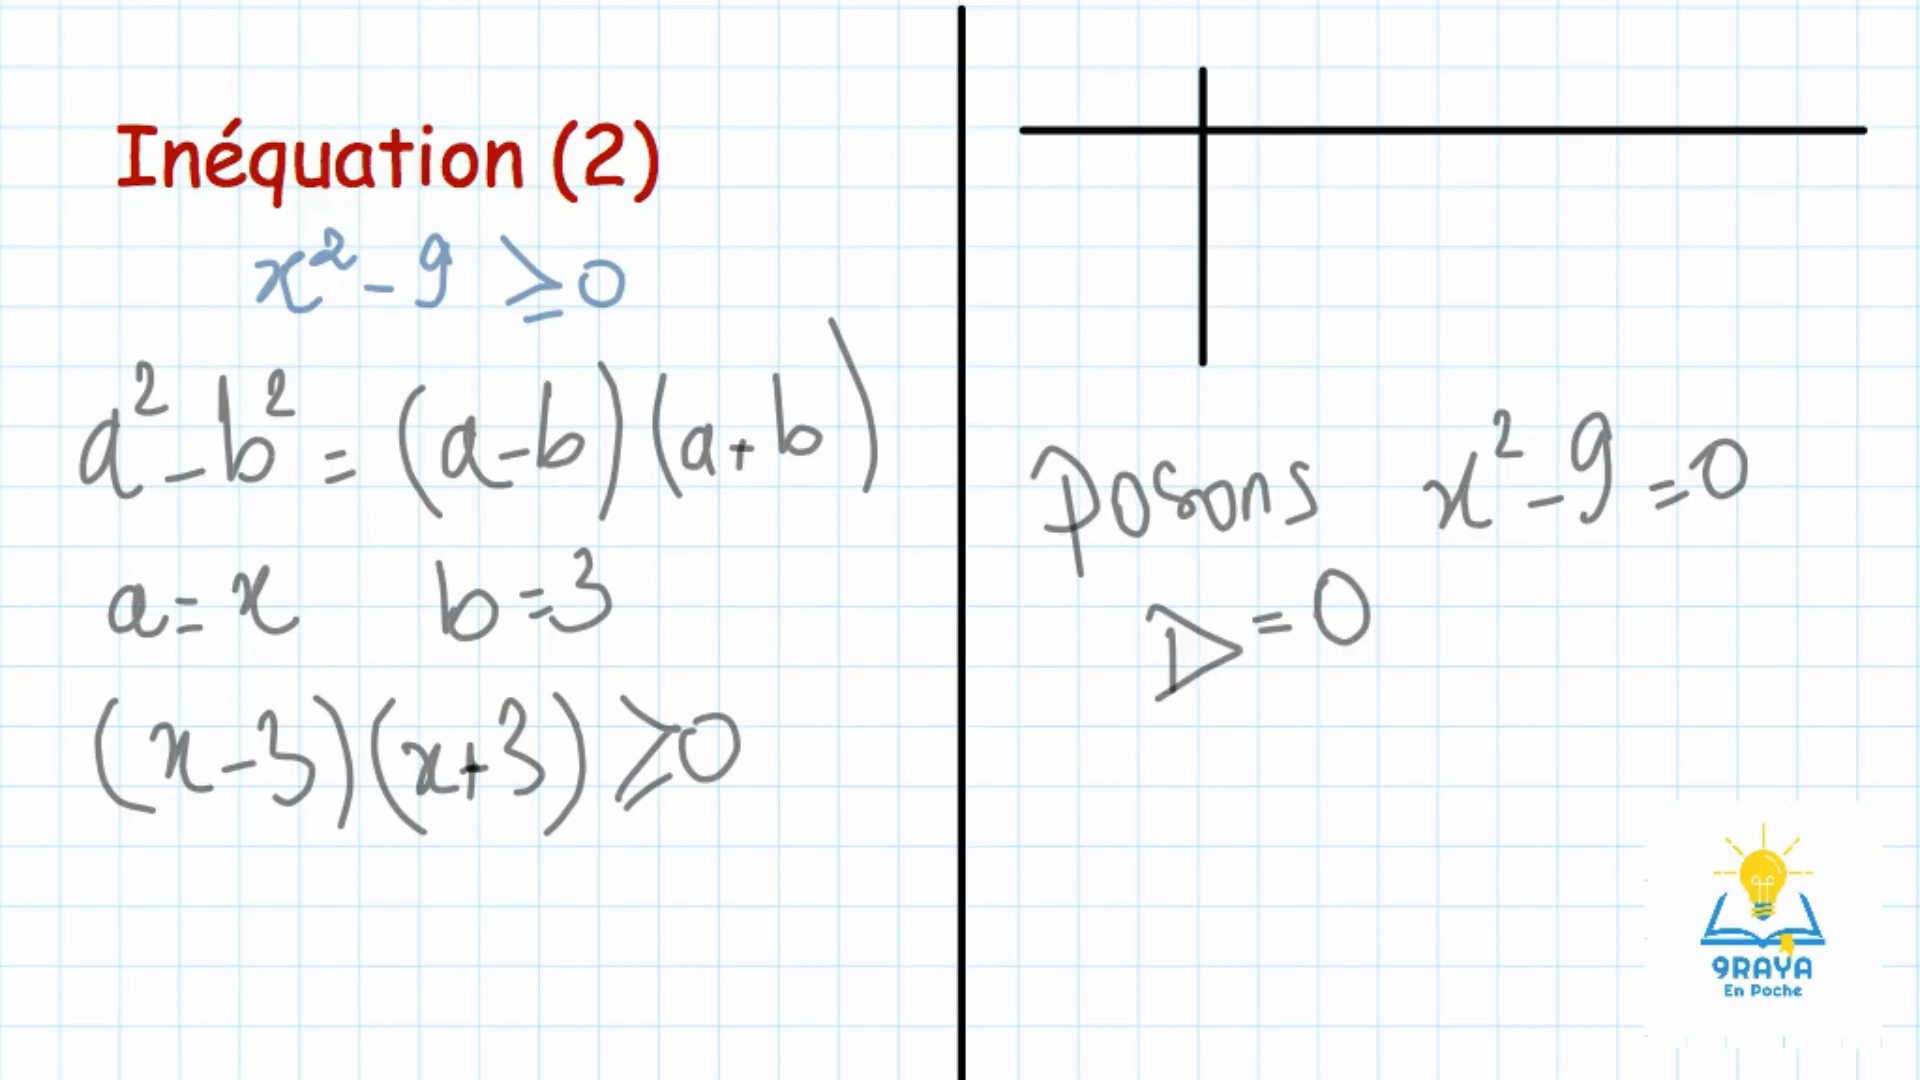 Inéquation (2)
x² - 9 ≥ 0
a² - b² = (a - b)(a + b)
a = x b = 3
(x - 3)(x + 3) ≥ 0
Posons x² - 9 = 0
Δ = 0
9RAYA
En Poche